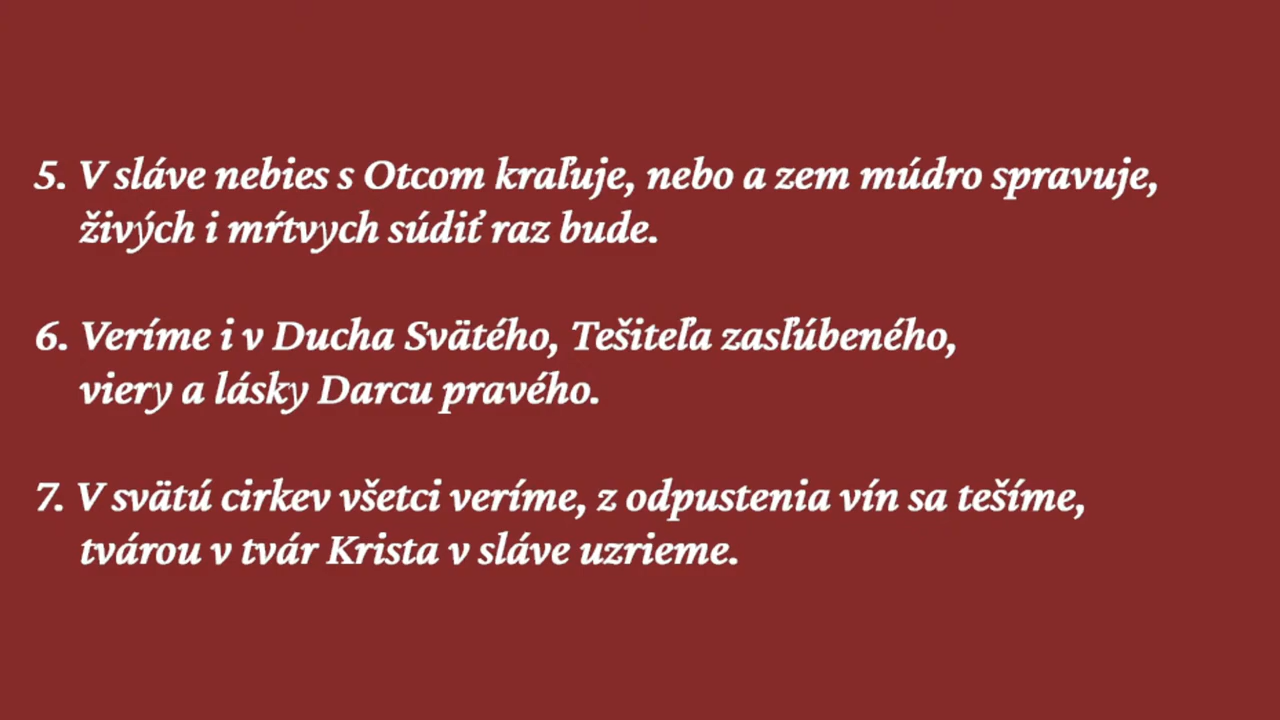 5. V sláve nebies s Otcom kraľuje, nebo a zem múdro spravuje,
živých i mŕtvych súdiť raz bude.
6. Veríme i v Ducha Svätého, Tešiteľa zasľúbeného,
viery a lásky Darcu pravého.
7. V svätú cirkev všetci veríme, z odpustenia vín sa tešíme,
tvárou v tvár Krista v sláve uzrieme.